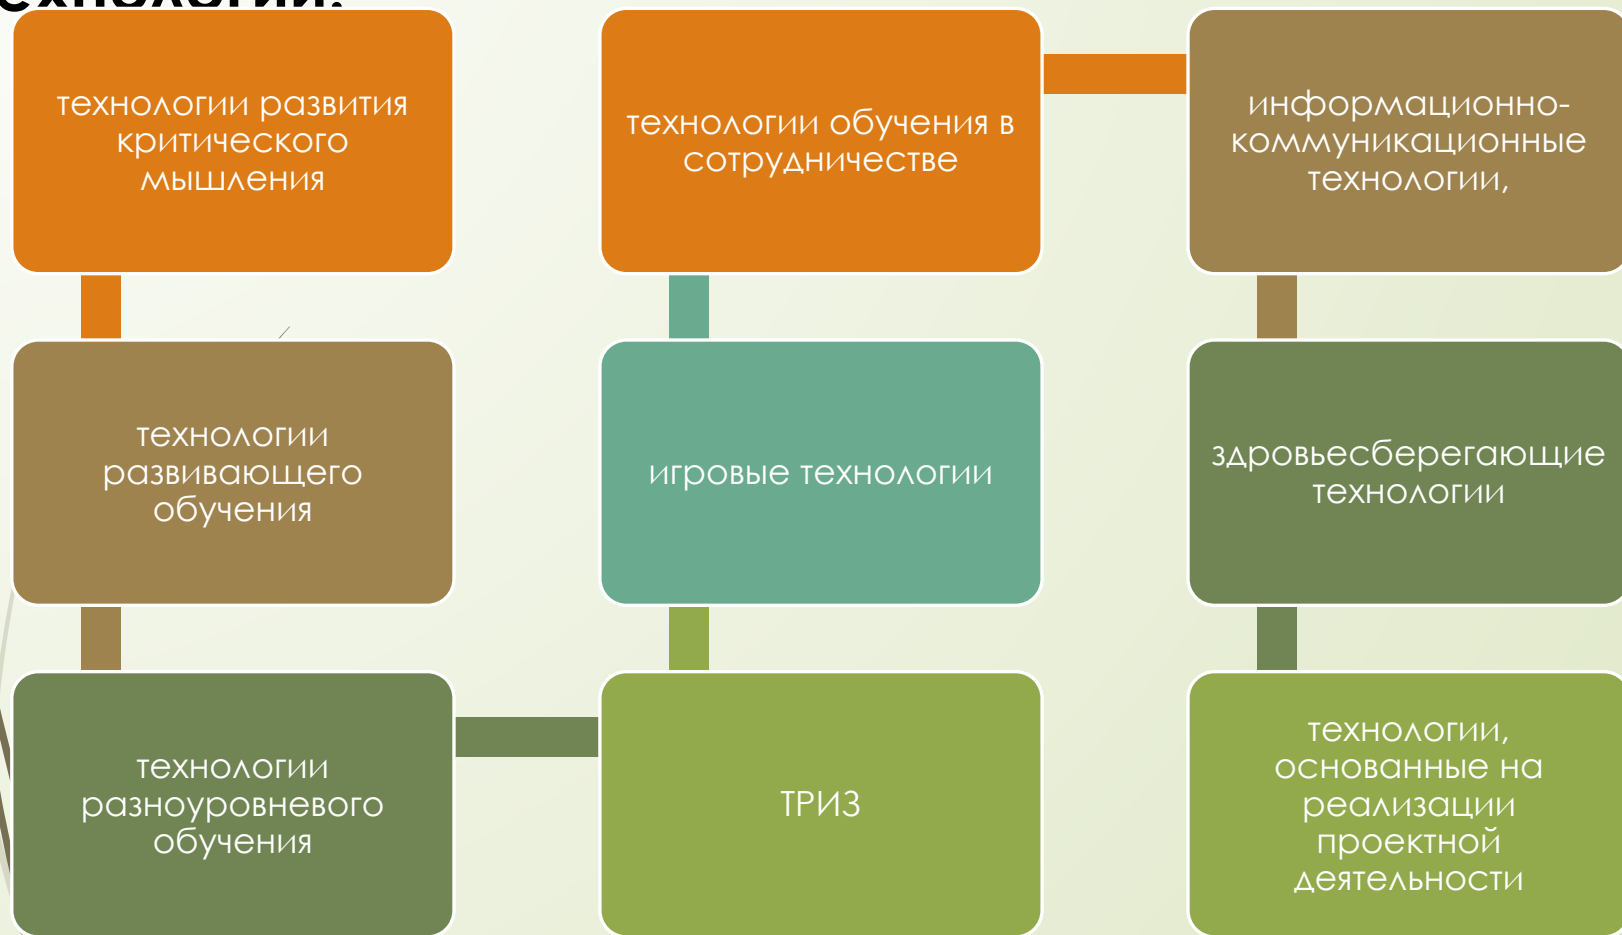 технологии развития
критического
мышления
технологии
развивающего
обучения
технологии
разноуровневого
обучения
ТРИЗ
игровые технологии
технологии обучения в
сотрудничестве
информационно-
коммуникационные
технологии,
здровьесберегающие
технологии
технологии,
основанные на
реализации
проектной
деятельности